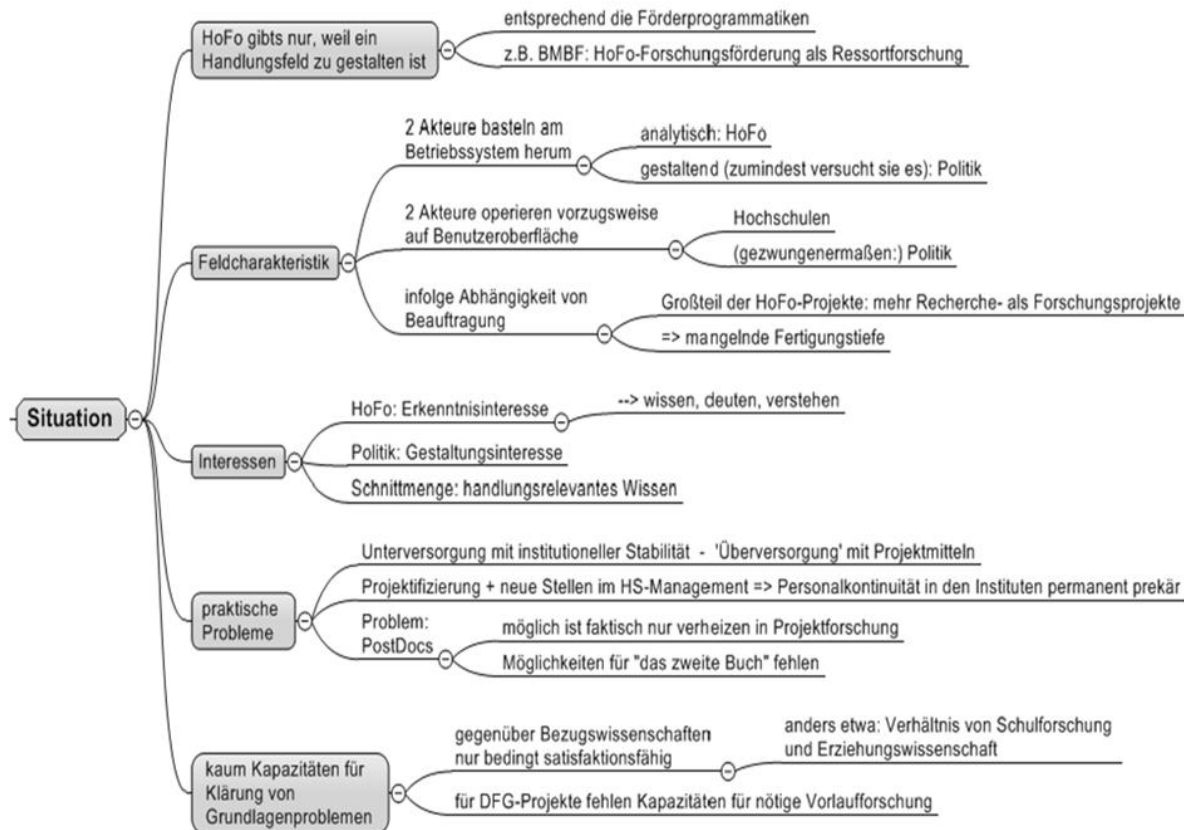 HoFo gibts nur, weil ein
Handlungsfeld zu gestalten ist
entsprechend die Förderprogrammatiken
z.B. BMBF: HoFo-Forschungsförderung als Ressortforschung
Feldcharakteristik
2 Akteure basteln am
Betriebssystem herum
analytisch: HoFo
gestaltend (zumindest versucht sie es): Politik
2 Akteure operieren vorzugsweise
auf Benutzeroberfläche
Hochschulen
(gezwungenermaßen:) Politik
infolge Abhängigkeit von
Beauftragung
Großteil der HoFo-Projekte: mehr Recherche- als Forschungsprojekte
=> mangelnde Fertigungstiefe
Situation
Interessen
HoFo: Erkenntnisinteresse
--> wissen, deuten, verstehen
Politik: Gestaltungsinteresse
Schnittmenge: handlungsrelevantes Wissen
praktische
Probleme
Unterversorgung mit institutioneller Stabilität - 'Überversorgung' mit Projektmitteln
Projektifizierung + neue Stellen im HS-Management => Personalkontinuität in den Instituten permanent prekär
Problem:
PostDocs
möglich ist faktisch nur verheizen in Projektforschung
Möglichkeiten für "das zweite Buch" fehlen
kaum Kapazitäten für
Klärung von
Grundlagenproblemen
gegenüber Bezugswissenschaften
nur bedingt satisfaktionsfähig
anders etwa: Verhältnis von Schulforschung
und Erziehungswissenschaft
für DFG-Projekte fehlen Kapazitäten für nötige Vorlaufforschung